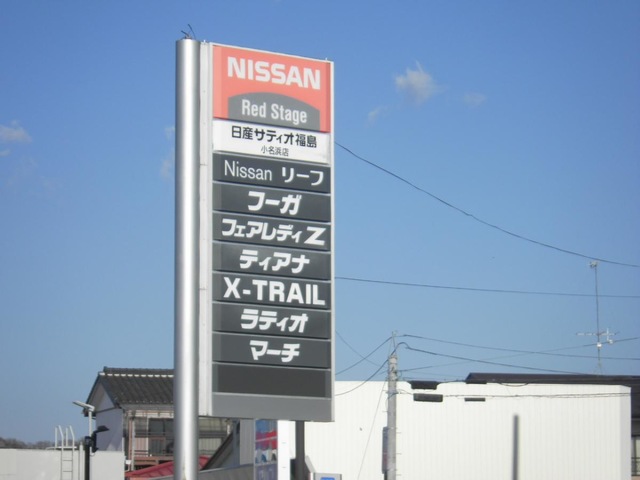 NISSAN
Red Stage
日産サティオ福島
小名浜店
Nissan リーフ
フーガ
フェアレディZ
ティアナ
X-TRAIL
ラティオ
マーチ